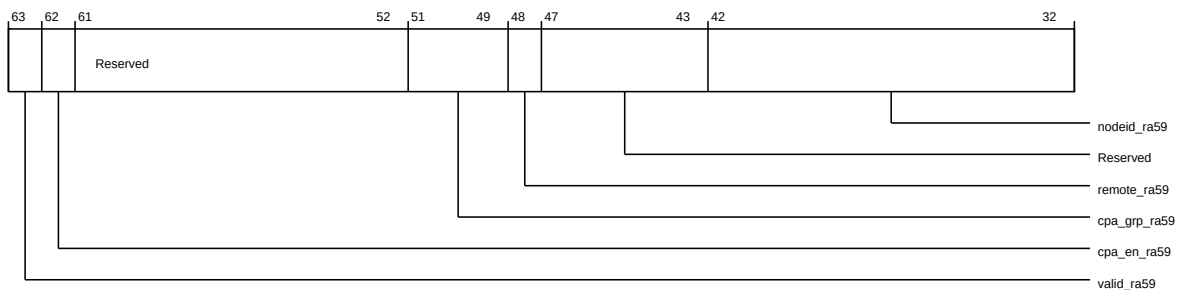 63 62 61 52 51 49 48 47 43 42 32
Reserved
nodeid_ra59
Reserved
remote_ra59
cpa_grp_ra59
cpa_en_ra59
valid_ra59